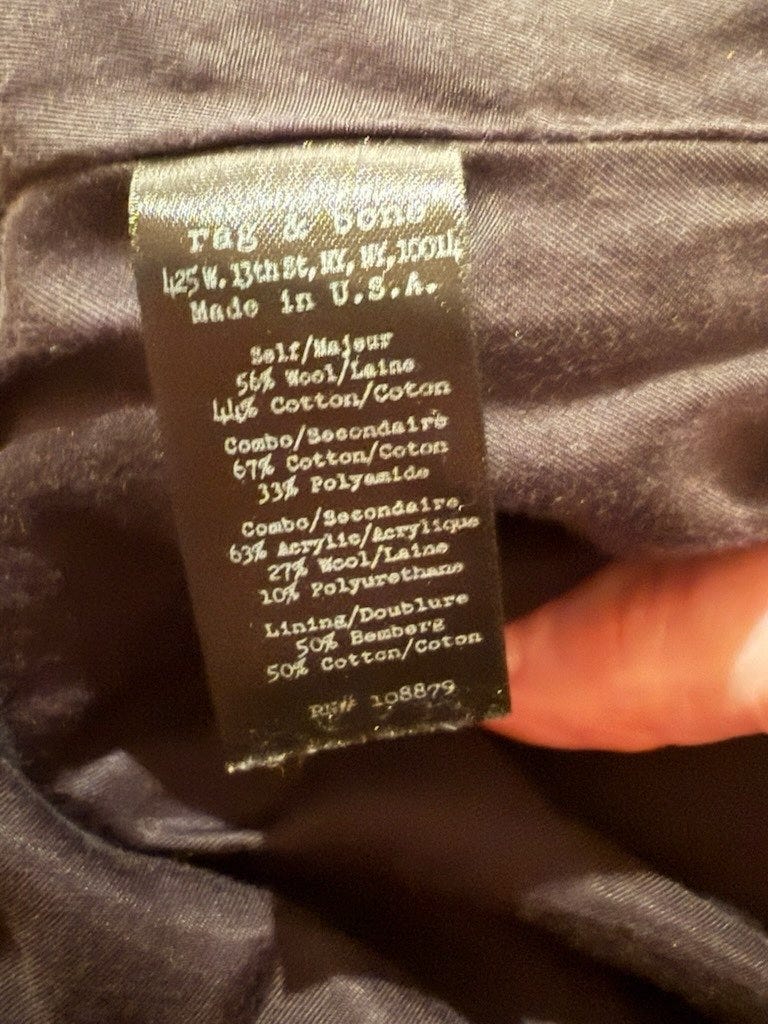 rag & bone
425 W. 13th St, NY, NY, 10014
Made in U.S.A.
Self/Majeur
56% Wool/Laine
44% Cotton/Coton
Combo/Secondaire
67% Cotton/Coton
33% Polyamide
Combo/Secondaire
63% Acrylic/Acrylique
27% Wool/Laine
10% Polyurethane
Lining/Doublure
50% Bemberg
50% Cotton/Coton
RN# 108879